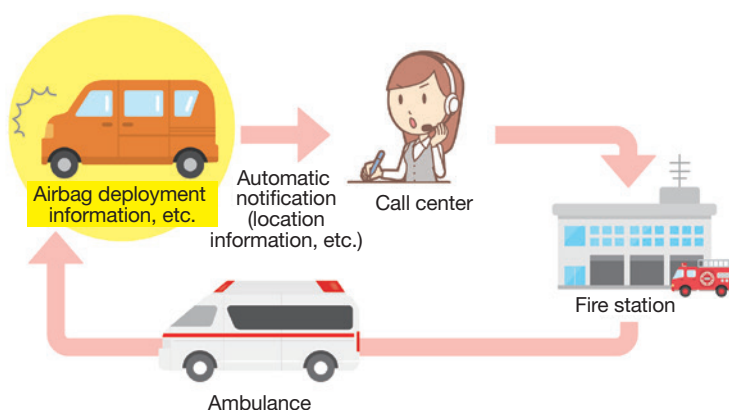 Airbag deployment
information, etc.
Automatic
notification
(location
information, etc.)
Call center
Fire station
Ambulance